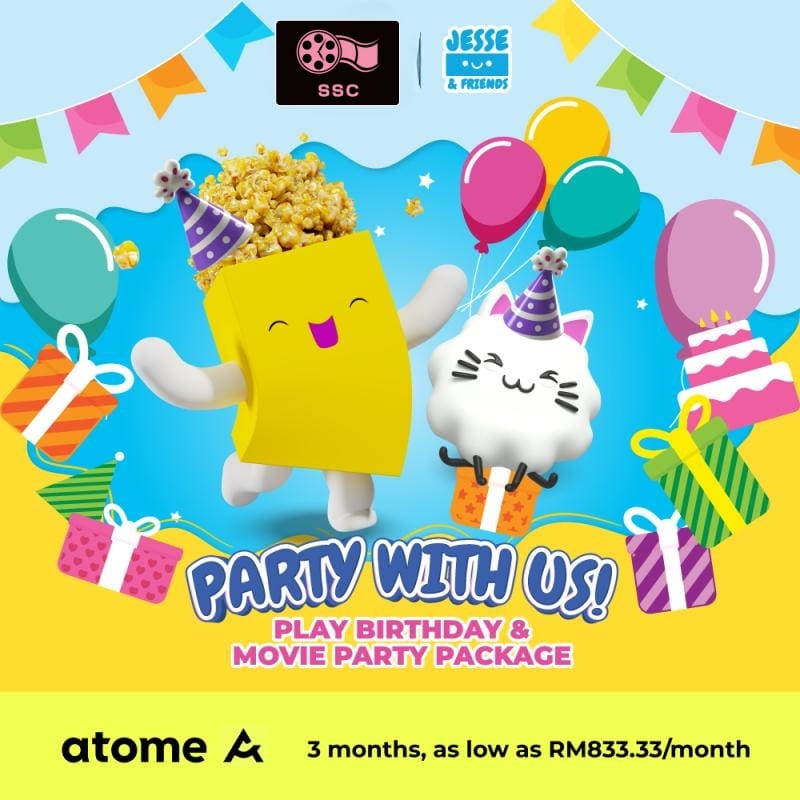 SSC
JESSE
& FRIENDS
PARTY WITH US!
PLAY BIRTHDAY &
MOVIE PARTY PACKAGE
atome
3 months, as low as RM833.33/month